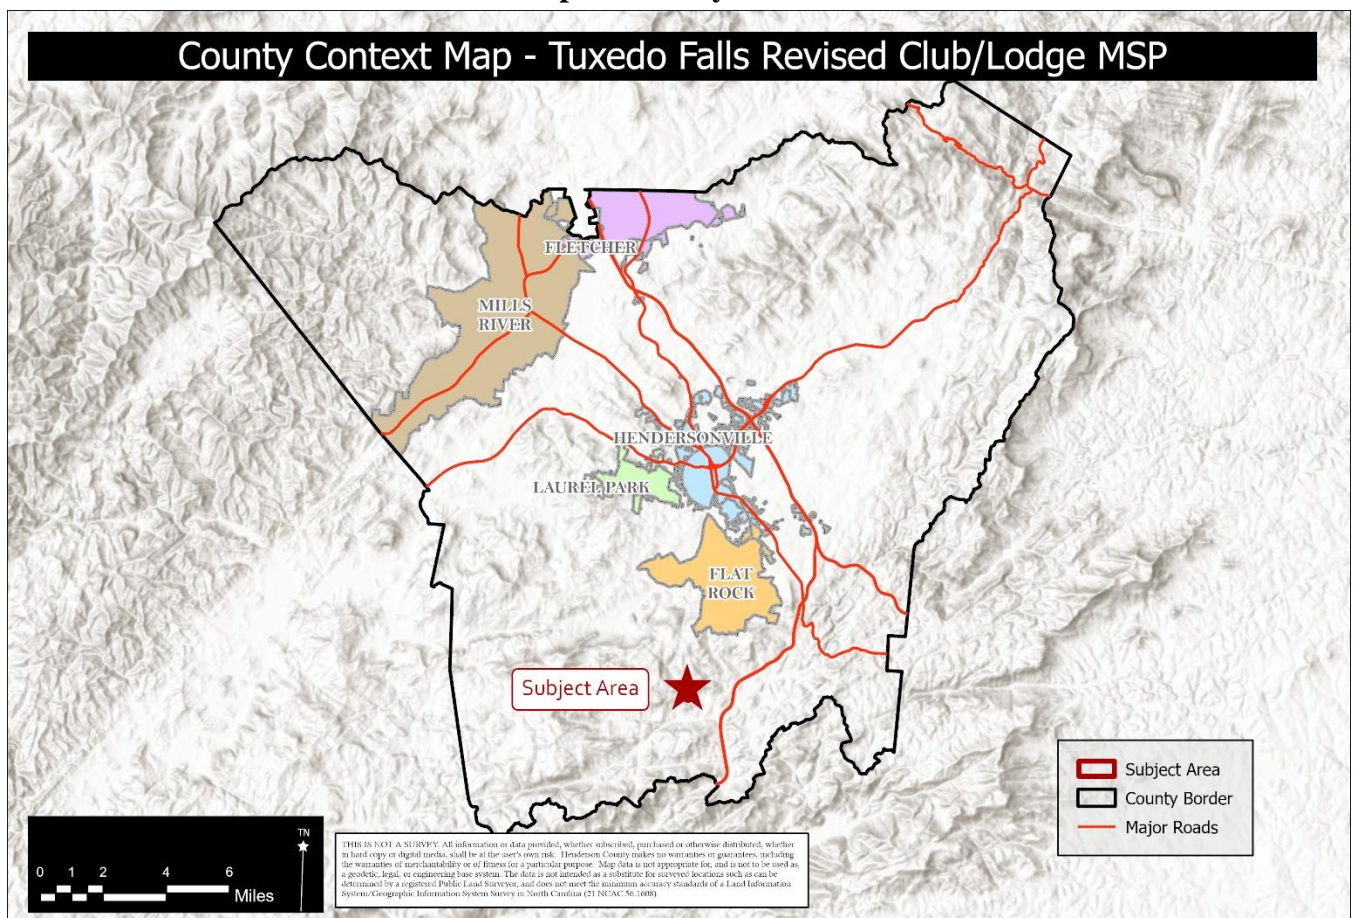 County Context Map - Tuxedo Falls Revised Club/Lodge MSP
FLETCHER
MILLS
RIVER
HENDERSONVILLE
LAUREL PARK
FLAT
ROCK
Subject Area
Subject Area
County Border
Major Roads
TN
0 1 2 4 6
Miles
THIS IS NOT A SURVEY. All information or data provided, whether subscribed, purchased or otherwise distributed, whether
in hard copy or digital media, shall be at the user's own risk. Henderson County makes no warranties or guarantees, including
the warranties of merchantability or of fitness for a particular purpose. Map data is not appropriate for, and is not to be used as,
a geodetic, legal, or engineering base system. The data is not intended as a substitute for surveyed locations such as can be
determined by a registered Public Land Surveyor, and does not meet the minimum accuracy standards of a Land Information
System/Geographic Information System Survey in North Carolina (21 NCAC 56.1608).